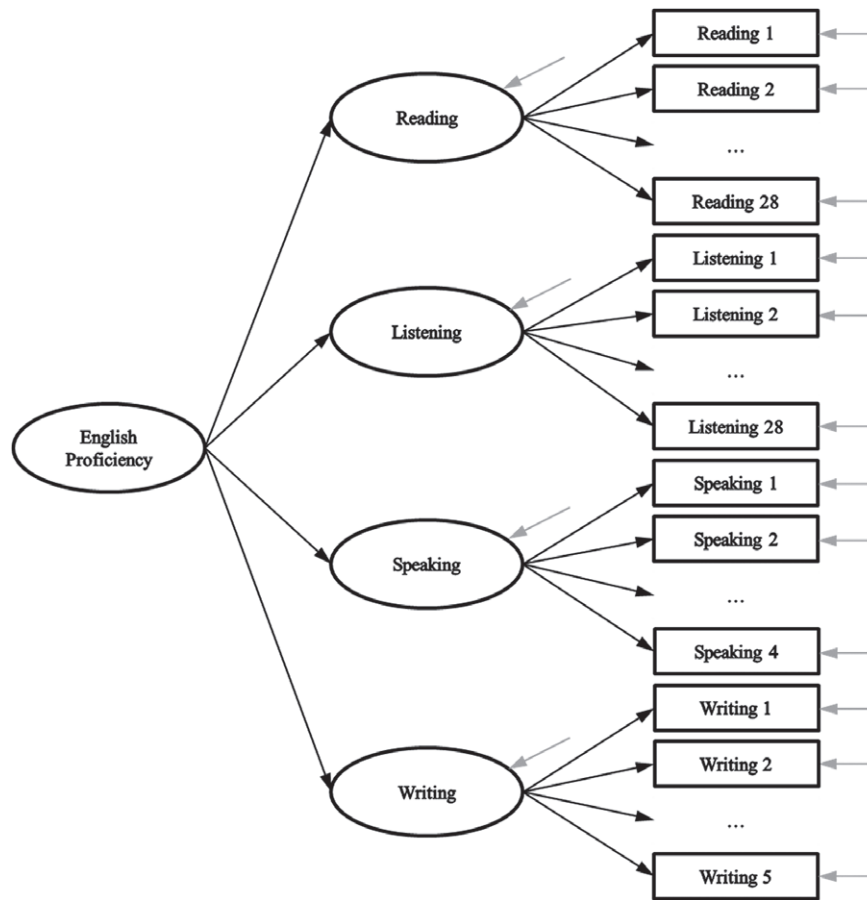 Reading 1
Reading 2
Reading
...
Reading 28
Listening 1
Listening 2
Listening
...
Listening 28
English
Proficiency
Speaking 1
Speaking 2
Speaking
...
Speaking 4
Writing 1
Writing 2
Writing
...
Writing 5